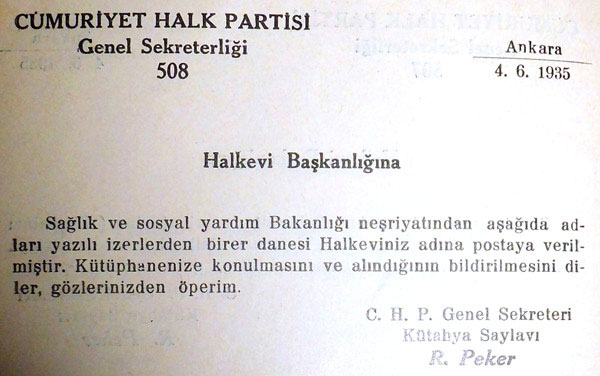 CÜMURİYET HALK PARTİSİ
Genel Sekreterliği
508
Ankara
4. 6. 1935
Halkevi Başkanlığına
Sağlık ve sosyal yardım Bakanlığı neşriyatından aşağıda ad-
ları yazılı izerlerden birer danesi Halkeviniz adına postaya veril-
miştir. Kütüphanenize konulmasını ve alındığının bildirilmesini di-
ler, gözlerinizden öperim.
C. H. P. Genel Sekreteri
Kütahya Saylavı
R. Peker